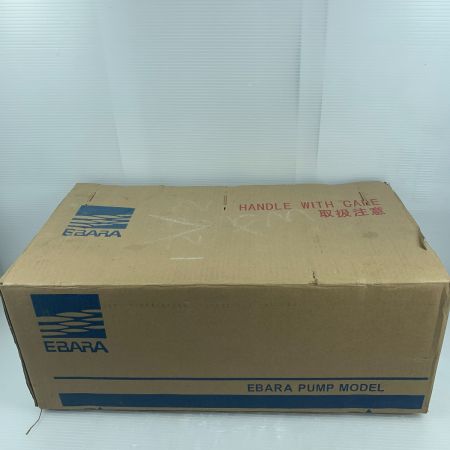 EBARA
HANDLE WITH CARE
取扱注意
EBARA
EBARA PUMP MODEL